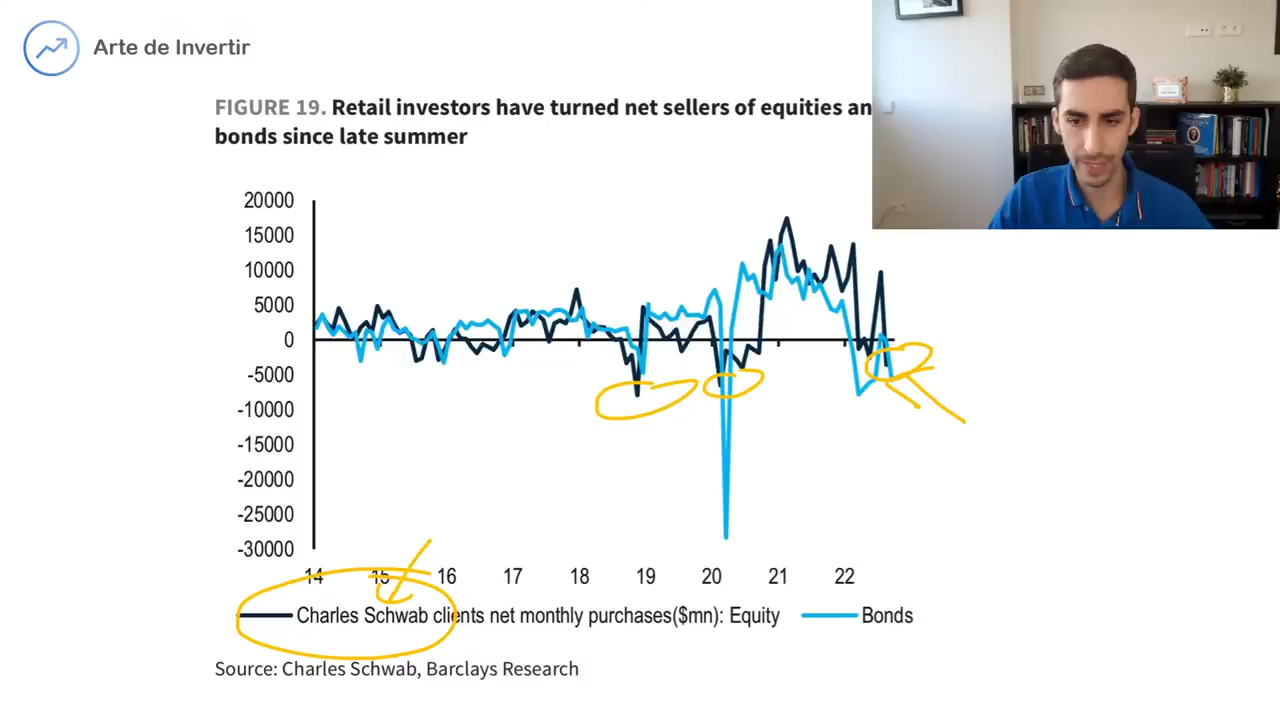 Arte de Invertir
FIGURE 19. Retail investors have turned net sellers of equities an
bonds since late summer
20000
15000
10000
5000
0
-5000
-10000
-15000
-20000
-25000
-30000
14 15 16 17 18 19 20 21 22
Charles Schwab clients net monthly purchases($mn): Equity Bonds
Source: Charles Schwab, Barclays Research